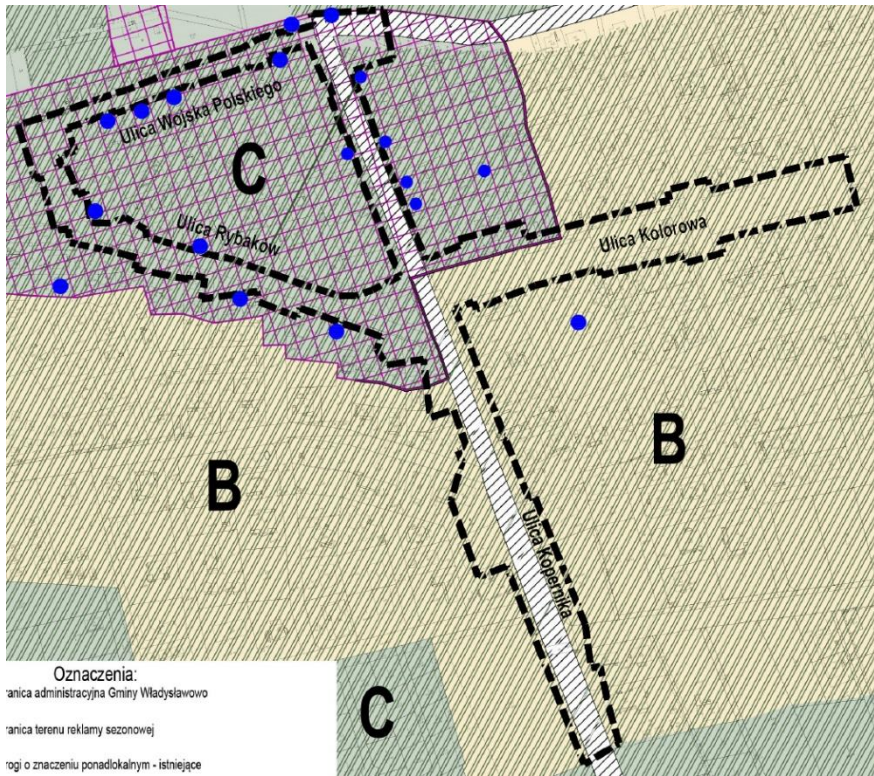 Ulica Wojska Polskiego
C
Ulica Rybaków
Ulica Kolorowa
B
B
Ulica Kopernika
C
Oznaczenia:
ranica administracyjna Gminy Władysławowo
ranica terenu reklamy sezonowej
rogi o znaczeniu ponadlokalnym - istniejące